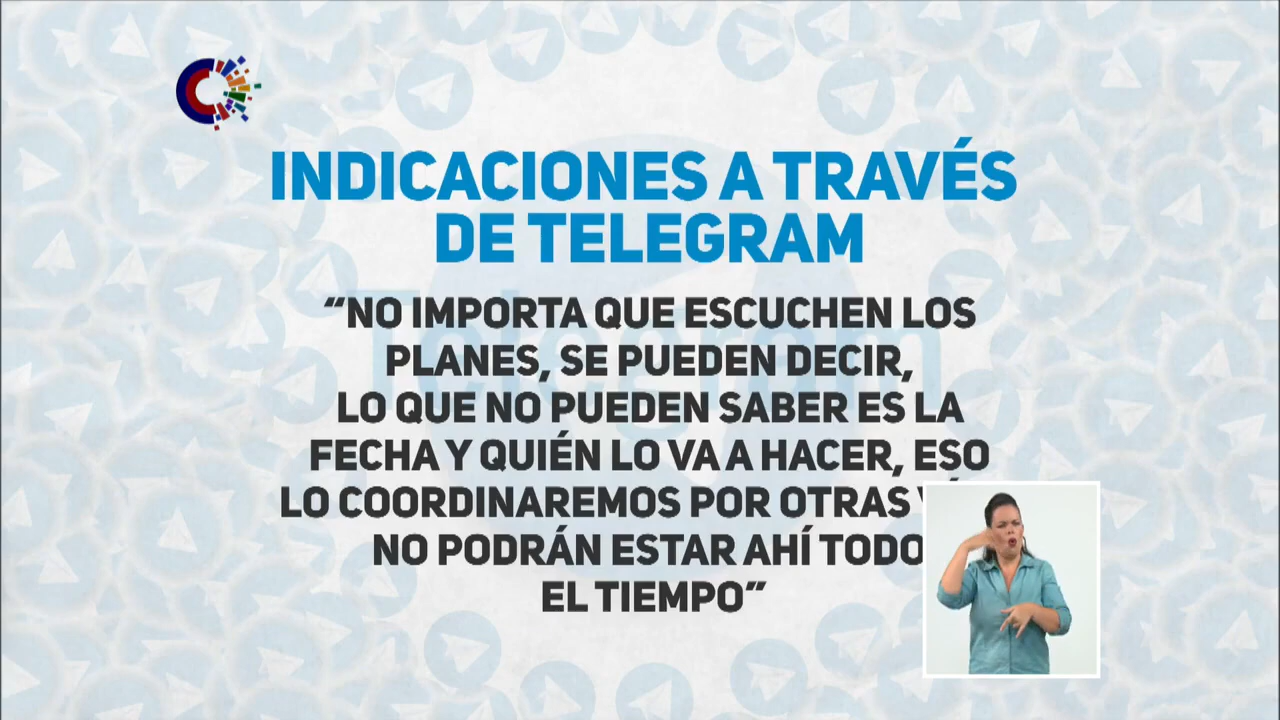 INDICACIONES A TRAVÉS
DE TELEGRAM
“NO IMPORTA QUE ESCUCHEN LOS
PLANES, SE PUEDEN DECIR,
LO QUE NO PUEDEN SABER ES LA
FECHA Y QUIÉN LO VA A HACER, ESO
LO COORDINAREMOS POR OTRAS
NO PODRÁN ESTAR AHÍ TODO
EL TIEMPO”